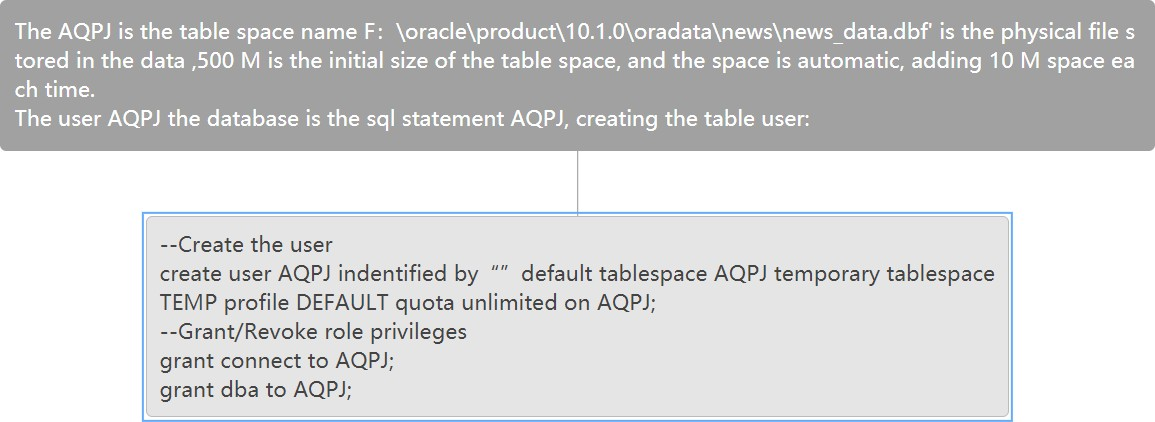 The AQPJ is the table space name F:  \oracle\product\10.1.0\oradata\news\news_data.dbf' is the physical file s
tored in the data ,500 M is the initial size of the table space, and the space is automatic, adding 10 M space ea
ch time.
The user AQPJ the database is the sql statement AQPJ, creating the table user:
--Create the user
create user AQPJ indentified by “” default tablespace AQPJ temporary tablespace
TEMP profile DEFAULT quota unlimited on AQPJ;
--Grant/Revoke role privileges
grant connect to AQPJ;
grant dba to AQPJ;